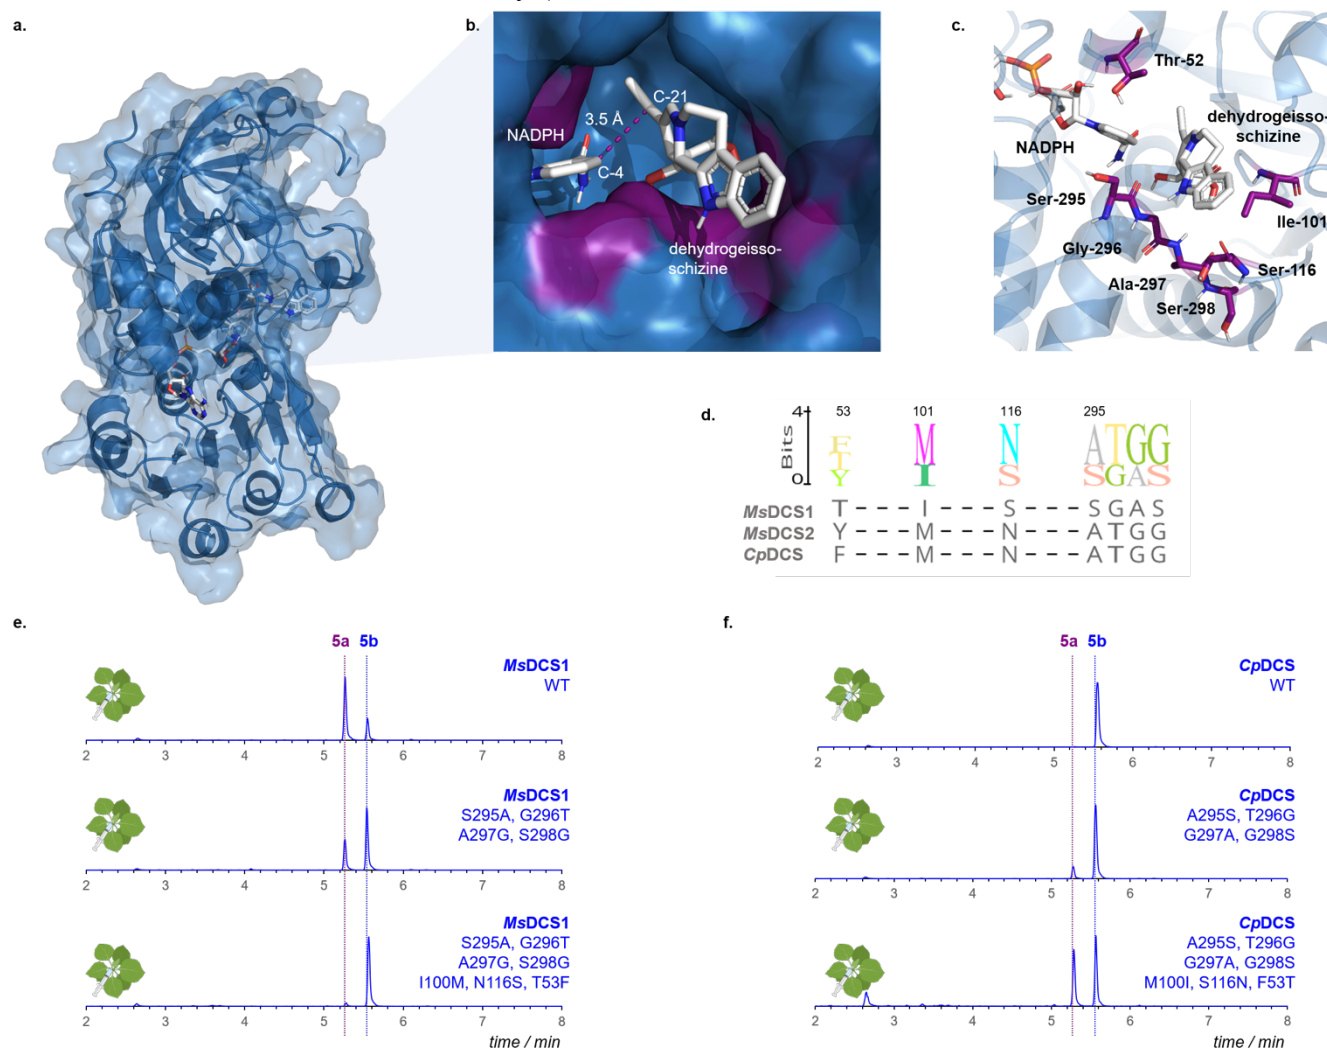 a.
b.
C-21
3.5 Å
NADPH
C-4
dehydrogeisso-
schizine
c.
Thr-52
dehydrogeisso-
schizine
NADPH
Ser-295
Ile-101
Gly-296
Ser-116
Ala-297
Ser-298
d.
4
Bits
0
53 101 116 295
F M N ATGG
T
Y I S SGAS
MsDCS1 T---I---S----SGAS
MsDCS2 Y---M---N----ATGG
CpDCS F---M---N----ATGG
e.
5a 5b
MsDCS1
WT
2 3 4 5 6 7 8
MsDCS1
S295A, G296T
A297G, S298G
2 3 4 5 6 7 8
MsDCS1
S295A, G296T
A297G, S298G
I100M, N116S, T53F
2 3 4 5 6 7 8
time / min
f.
5a 5b
CpDCS
WT
2 3 4 5 6 7 8
CpDCS
A295S, T296G
G297A, G298S
2 3 4 5 6 7 8
CpDCS
A295S, T296G
G297A, G298S
M100I, S116N, F53T
2 3 4 5 6 7 8
time / min